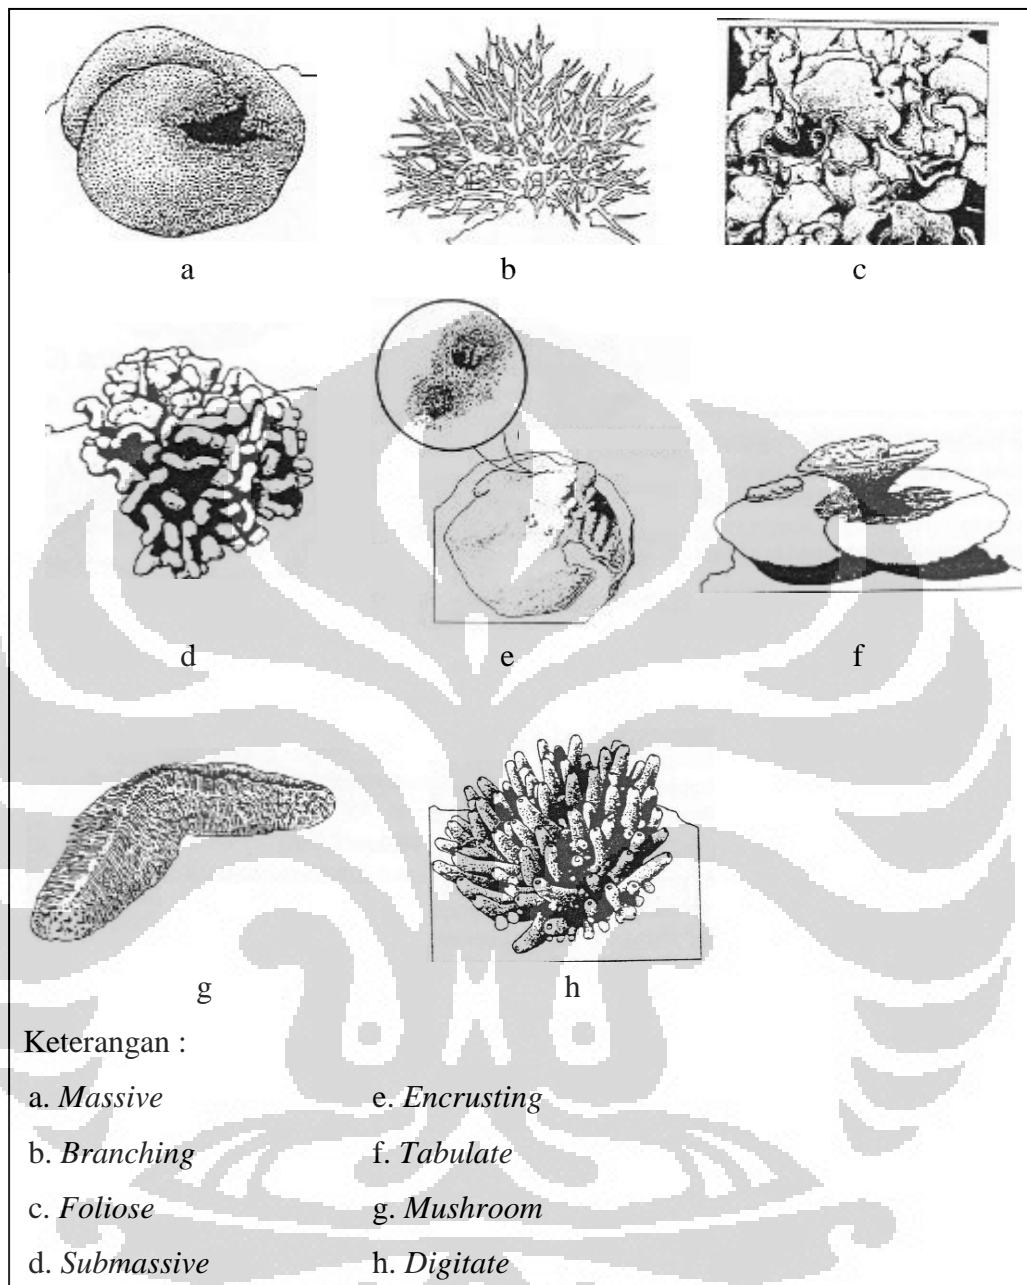 a b c
d e f
g h
Keterangan :
a. Massive e. Encrusting
b. Branching f. Tabulate
c. Foliose g. Mushroom
d. Submassive h. Digitate